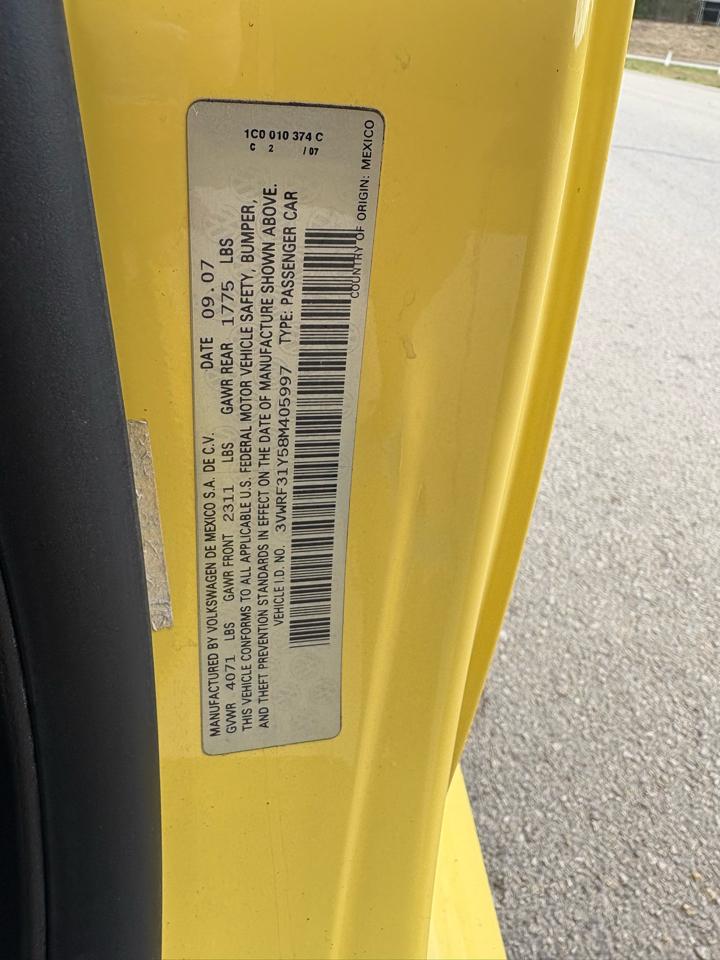 1C0 010 374 C
C 2 /07
MANUFACTURED BY VOLKSWAGEN DE MEXICO S.A. DE C.V. DATE 09.07
GVWR 4071 LBS GAWR FRONT 2311 LBS GAWR REAR 1775 LBS
THIS VEHICLE CONFORMS TO ALL APPLICABLE U.S. FEDERAL MOTOR VEHICLE SAFETY, BUMPER,
AND THEFT PREVENTION STANDARDS IN EFFECT ON THE DATE OF MANUFACTURE SHOWN ABOVE.
VEHICLE I.D. NO. 3VWRF31Y58M405997 TYPE: PASSENGER CAR
COUNTRY OF ORIGIN: MEXICO